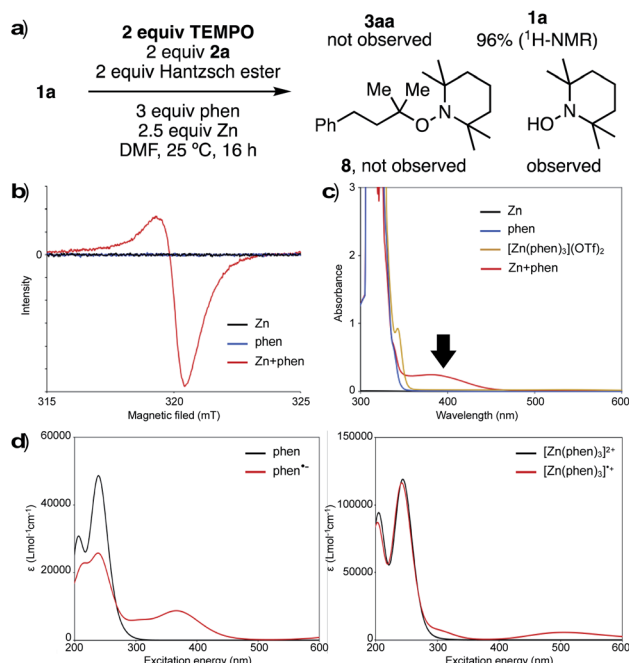 a)
2 equiv TEMPO
2 equiv 2a
2 equiv Hantzsch ester
1a
3 equiv phen
2.5 equiv Zn
DMF, 25 ºC, 16 h
3aa
not observed
1a
96% (¹H-NMR)
Me
Me
Ph
O
N
HO
N
8, not observed
observed
b)
0
Intensity
Zn
phen
Zn+phen
315
320
325
Magnetic filed (mT)
c)
3
2
1
0
Absorbance
Zn
phen
[Zn(phen)₃](OTf)₂
Zn+phen
300
400
500
600
Wavelength (nm)
d)
60000
40000
20000
0
ε (Lmol⁻¹cm⁻¹)
phen
phen•⁻
200
300
400
500
600
Excitation energy (nm)
150000
100000
50000
0
ε (Lmol⁻¹cm⁻¹)
[Zn(phen)₃]²⁺
[Zn(phen)₃]•⁺
200
300
400
500
600
Excitation energy (nm)